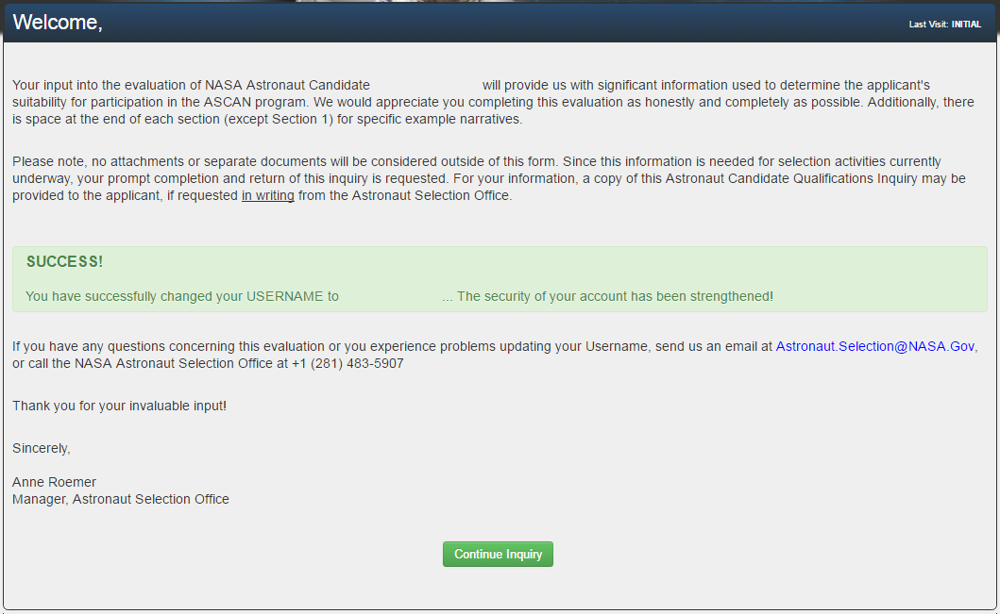 Welcome,
Last Visit: INITIAL
Your input into the evaluation of NASA Astronaut Candidate will provide us with significant information used to determine the applicant's
suitability for participation in the ASCAN program. We would appreciate you completing this evaluation as honestly and completely as possible. Additionally, there
is space at the end of each section (except Section 1) for specific example narratives.
Please note, no attachments or separate documents will be considered outside of this form. Since this information is needed for selection activities currently
underway, your prompt completion and return of this inquiry is requested. For your information, a copy of this Astronaut Candidate Qualifications Inquiry may be
provided to the applicant, if requested in writing from the Astronaut Selection Office.
SUCCESS!
You have successfully changed your USERNAME to ... The security of your account has been strengthened!
If you have any questions concerning this evaluation or you experience problems updating your Username, send us an email at Astronaut.Selection@NASA.Gov,
or call the NASA Astronaut Selection Office at +1 (281) 483-5907
Thank you for your invaluable input!
Sincerely,
Anne Roemer
Manager, Astronaut Selection Office
Continue Inquiry